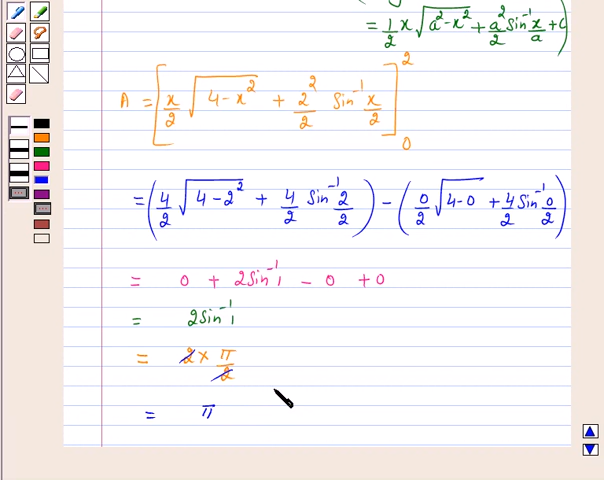 = 1/2 x √(a²-x²) + a²/2 sin⁻¹ x/a + C)
A = [x/2 √(4-x²) + 2²/2 sin⁻¹ x/2]₀²
= (4/2 √(4-2²) + 4/2 sin⁻¹ 2/2) - (0/2 √(4-0) + 4/2 sin⁻¹ 0/2)
= 0 + 2sin⁻¹1 - 0 + 0
= 2sin⁻¹1
= 2 × π/2
= π